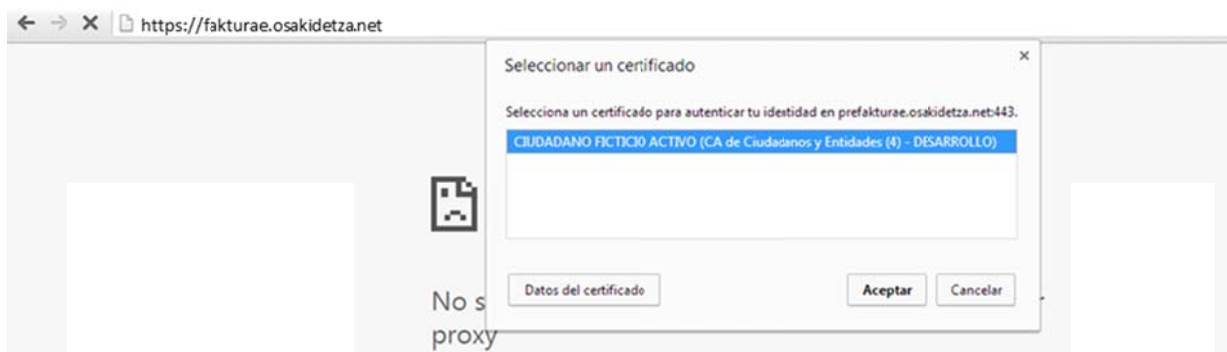 https://fakturae.osakidetza.net
Seleccionar un certificado
Selecciona un certificado para autenticar tu identidad en prefakturae.osakidetza.net:443.
CIUDADANO FICTICIO ACTIVO (CA de Ciudadanos y Entidades (4) - DESARROLLO)
Datos del certificado
Aceptar
Cancelar
No s
proxy